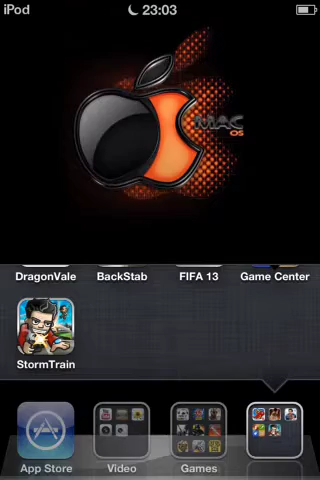 iPod 23:03
MAC
OS
DragonVale BackStab FIFA 13 Game Center
StormTrain
App Store Video Games